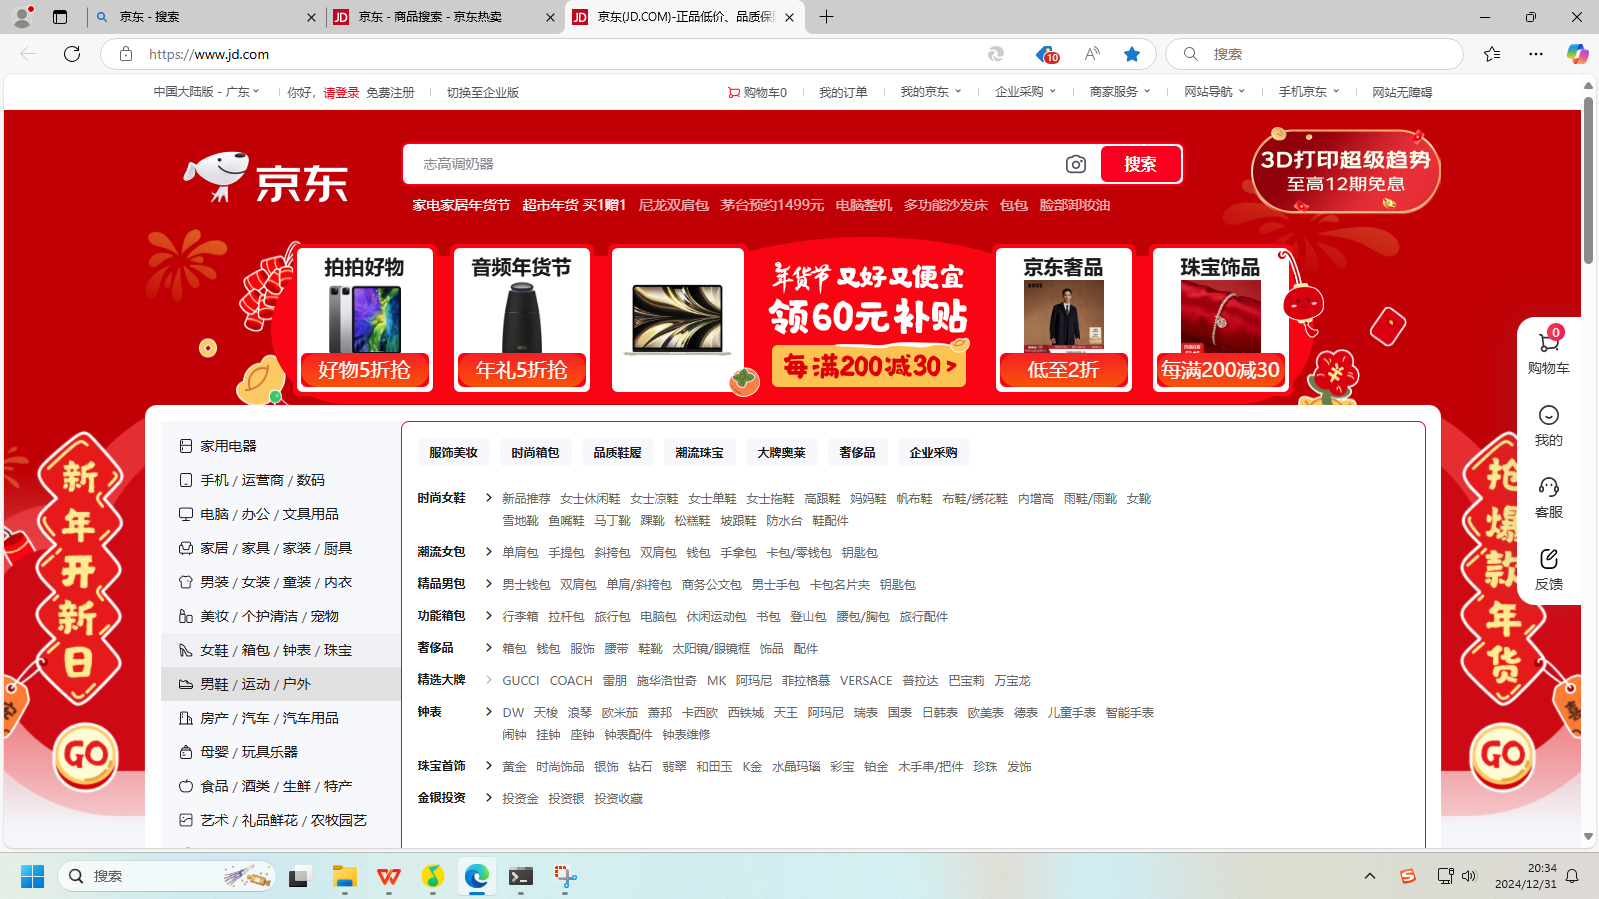 京东 - 搜索
京东 - 商品搜索 - 京东热卖
京东(JD.COM)-正品低价、品质保
https://www.jd.com
10
搜索
中国大陆版 - 广东
你好，请登录 免费注册
切换至企业版
购物车0
我的订单
我的京东
企业采购
商家服务
网站导航
手机京东
网站无障碍
京东
志高调奶器
搜索
家电家居年货节 超市年货 买1赠1 尼龙双肩包 茅台预约1499元 电脑整机 多功能沙发床 包包 脸部卸妆油
3D打印超级趋势
至高12期免息
拍拍好物
好物5折抢
音频年货节
年礼5折抢
年货节 又好又便宜
领60元补贴
每满200减30 >
京东奢品
低至2折
珠宝饰品
每满200减30
0
购物车
我的
客服
反馈
新年开新日
GO
抢爆款年货
GO
家用电器
手机 / 运营商 / 数码
电脑 / 办公 / 文具用品
家居 / 家具 / 家装 / 厨具
男装 / 女装 / 童装 / 内衣
美妆 / 个护清洁 / 宠物
女鞋 / 箱包 / 钟表 / 珠宝
男鞋 / 运动 / 户外
房产 / 汽车 / 汽车用品
母婴 / 玩具乐器
食品 / 酒类 / 生鲜 / 特产
艺术 / 礼品鲜花 / 农牧园艺
服饰美妆 时尚箱包 品质鞋履 潮流珠宝 大牌奥莱 奢侈品 企业采购
时尚女鞋 > 新品推荐 女士休闲鞋 女士凉鞋 女士单鞋 女士拖鞋 高跟鞋 妈妈鞋 帆布鞋 布鞋/绣花鞋 内增高 雨鞋/雨靴 女靴
雪地靴 鱼嘴鞋 马丁靴 踝靴 松糕鞋 坡跟鞋 防水台 鞋配件
潮流女包 > 单肩包 手提包 斜挎包 双肩包 钱包 手拿包 卡包/零钱包 钥匙包
精品男包 > 男士钱包 双肩包 单肩/斜挎包 商务公文包 男士手包 卡包名片夹 钥匙包
功能箱包 > 行李箱 拉杆包 旅行包 电脑包 休闲运动包 书包 登山包 腰包/胸包 旅行配件
奢侈品 > 箱包 钱包 服饰 腰带 鞋靴 太阳镜/眼镜框 饰品 配件
精选大牌 > GUCCI COACH 雷朋 施华洛世奇 MK 阿玛尼 菲拉格慕 VERSACE 普拉达 巴宝莉 万宝龙
钟表 > DW 天梭 浪琴 欧米茄 萧邦 卡西欧 西铁城 天王 阿玛尼 瑞表 国表 日韩表 欧美表 德表 儿童手表 智能手表
闹钟 挂钟 座钟 钟表配件 钟表维修
珠宝首饰 > 黄金 时尚饰品 银饰 钻石 翡翠 和田玉 K金 水晶玛瑙 彩宝 铂金 木手串/把件 珍珠 发饰
金银投资 > 投资金 投资银 投资收藏
搜索
20:34
2024/12/31